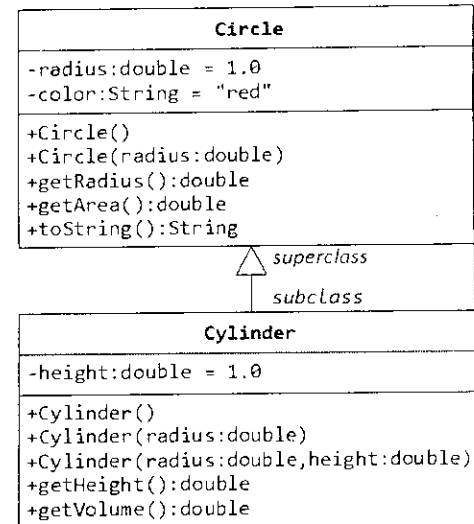 Circle
-radius:double = 1.0
-color:String = "red"
+Circle()
+Circle(radius:double)
+getRadius():double
+getArea():double
+toString():String
superclass
subclass
Cylinder
-height:double = 1.0
+Cylinder()
+Cylinder(radius:double)
+Cylinder(radius:double,height:double)
+getHeight():double
+getVolume():double